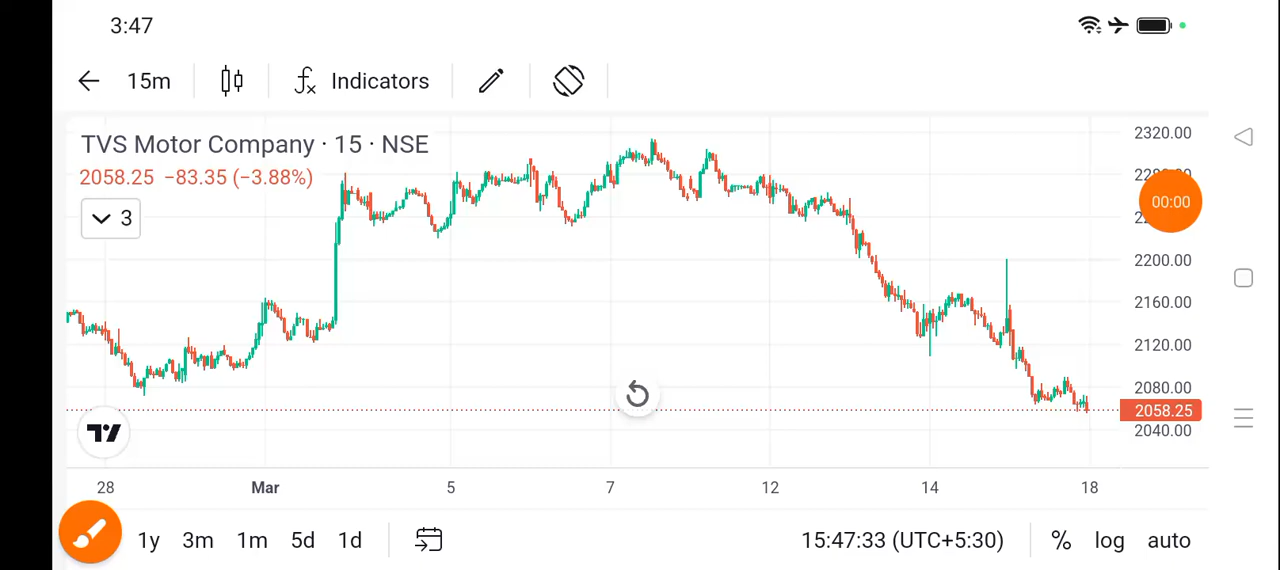 3:47
15m
Indicators
TVS Motor Company · 15 · NSE
2058.25 −83.35 (−3.88%)
3
2320.00
00:00
2200.00
2160.00
2120.00
2080.00
2058.25
2040.00
28 Mar 5 7 12 14 18
1y 3m 1m 5d 1d
15:47:33 (UTC+5:30)
% log auto